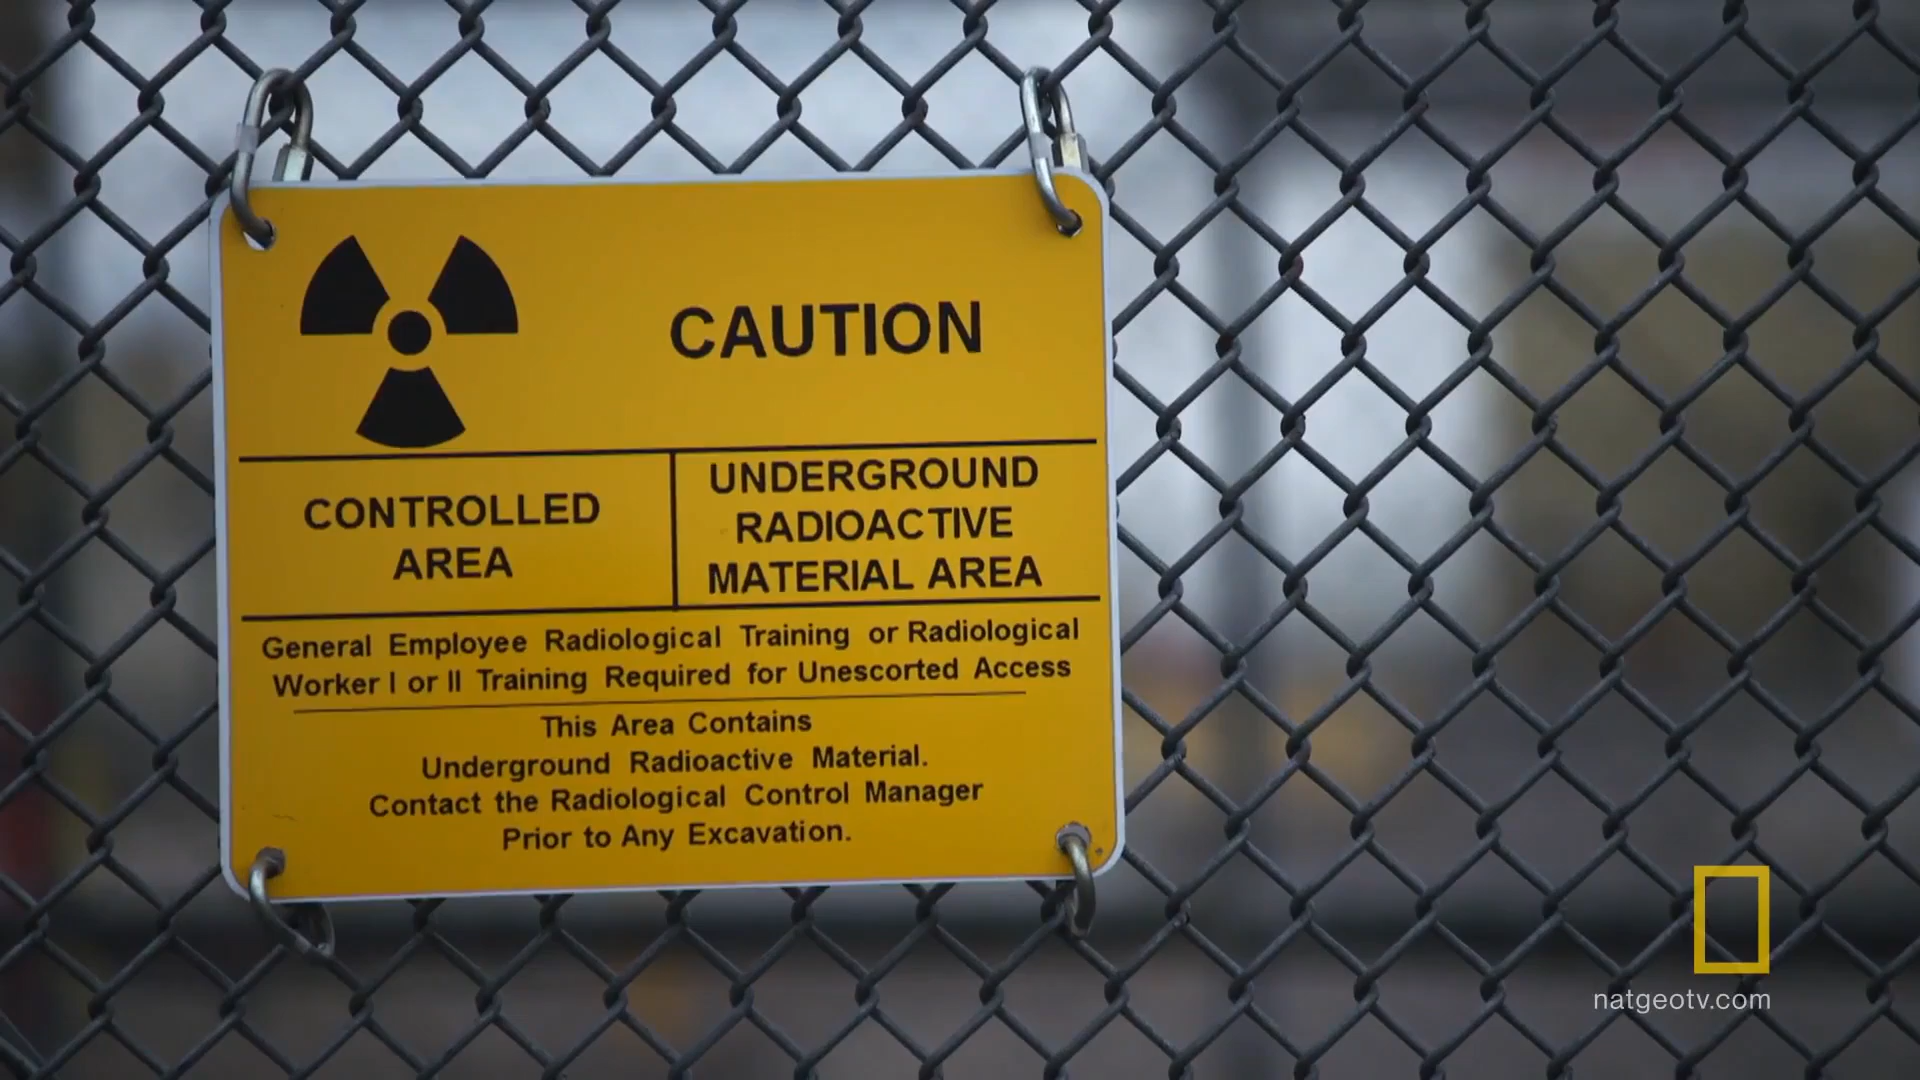 CAUTION
CONTROLLED
AREA
UNDERGROUND
RADIOACTIVE
MATERIAL AREA
General Employee Radiological Training or Radiological
Worker I or II Training Required for Unescorted Access
This Area Contains
Underground Radioactive Material.
Contact the Radiological Control Manager
Prior to Any Excavation.
natgeotv.com